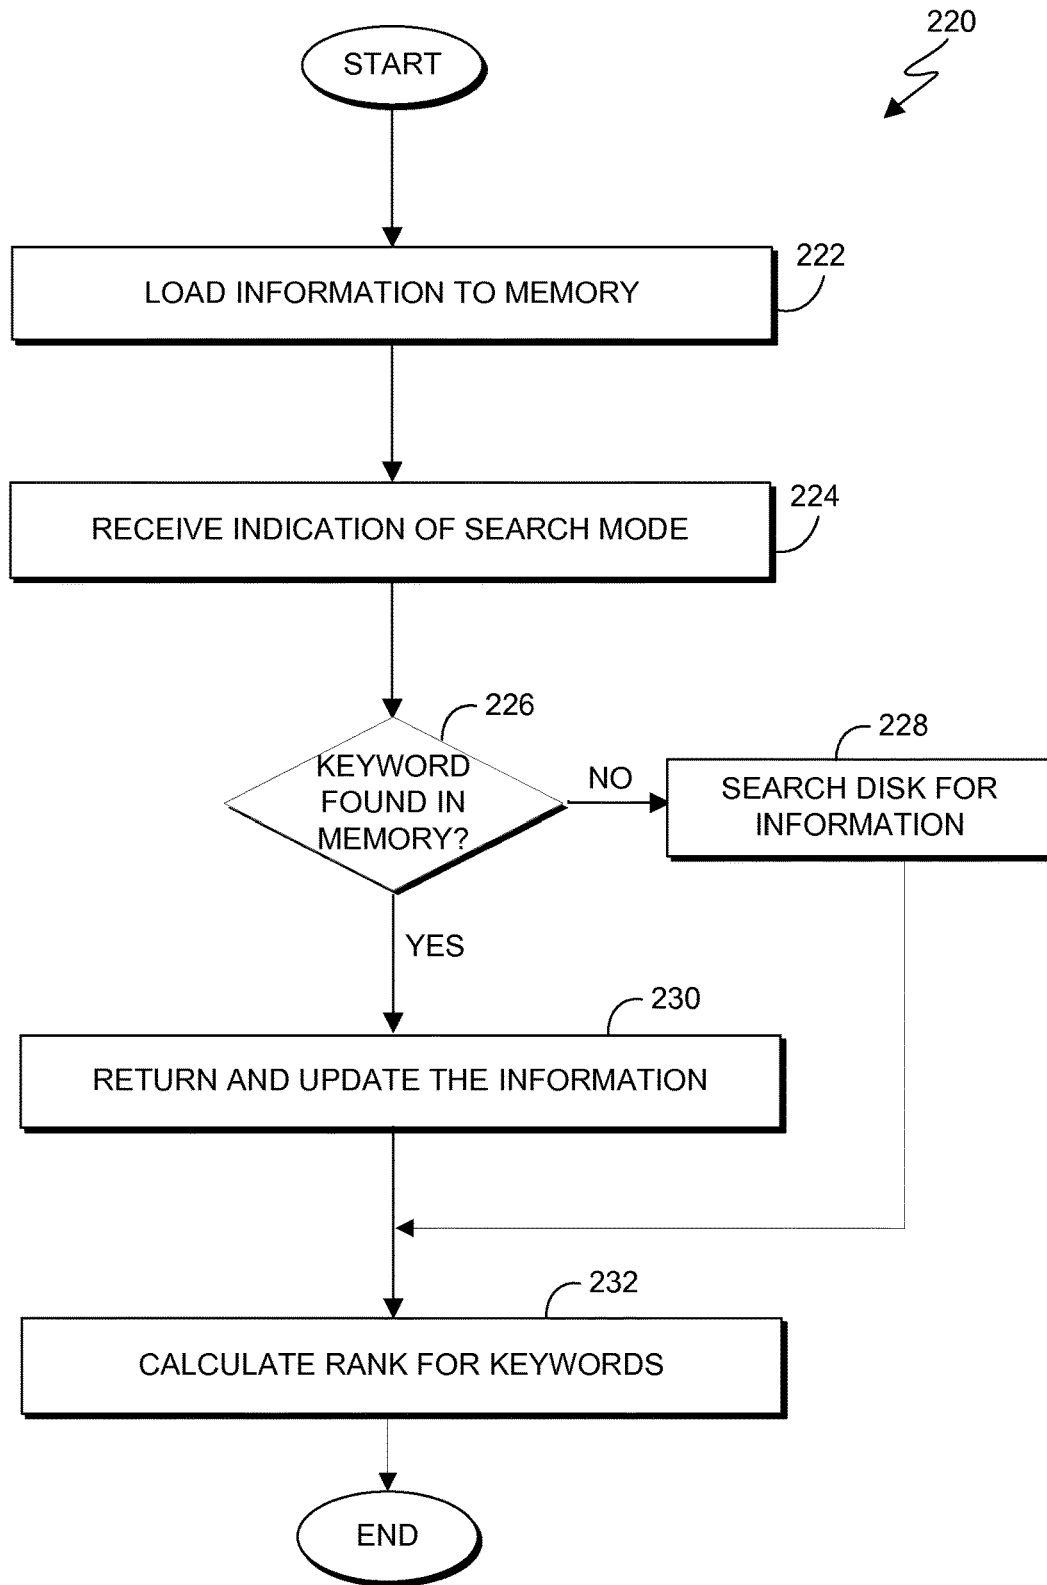 220
START
222
LOAD INFORMATION TO MEMORY
224
RECEIVE INDICATION OF SEARCH MODE
226
KEYWORD
FOUND IN
MEMORY?
NO
228
SEARCH DISK FOR
INFORMATION
YES
230
RETURN AND UPDATE THE INFORMATION
232
CALCULATE RANK FOR KEYWORDS
END